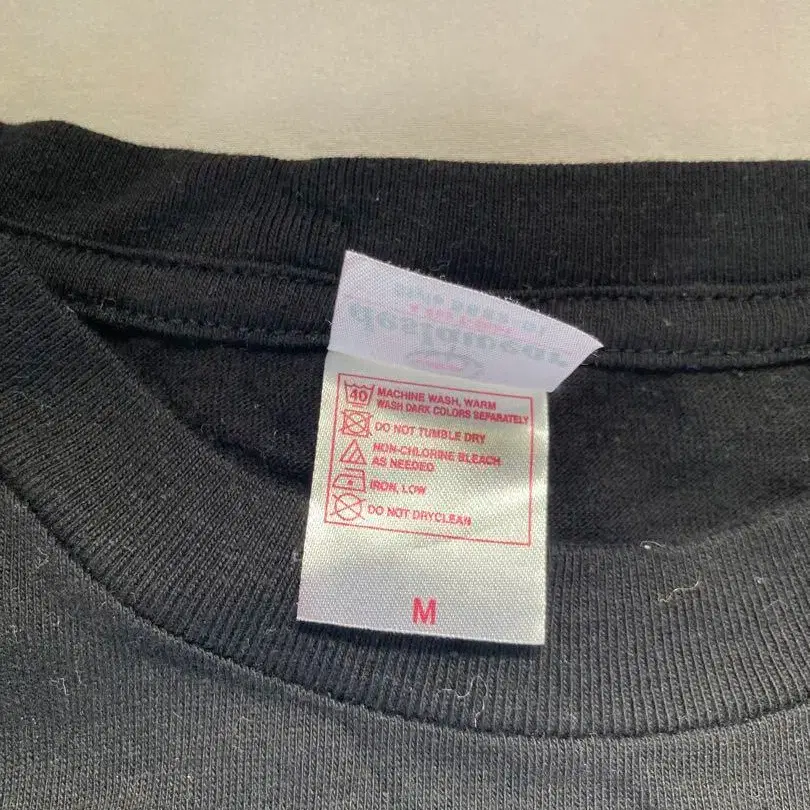 40 MACHINE WASH, WARM
WASH DARK COLORS SEPARATELY
DO NOT TUMBLE DRY
NON-CHLORINE BLEACH
AS NEEDED
IRON, LOW
DO NOT DRYCLEAN
M